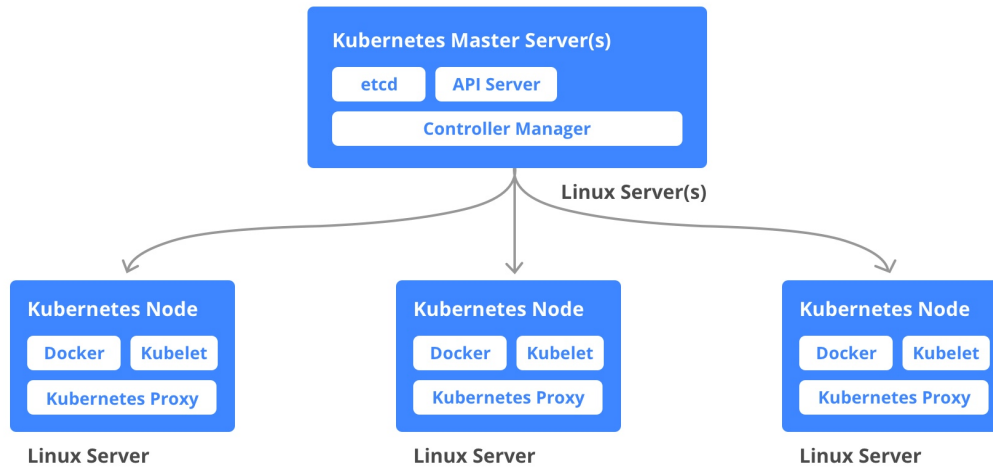 Kubernetes Master Server(s)
etcd API Server
Controller Manager
Linux Server(s)
Kubernetes Node
Docker Kubelet
Kubernetes Proxy
Linux Server
Kubernetes Node
Docker Kubelet
Kubernetes Proxy
Linux Server
Kubernetes Node
Docker Kubelet
Kubernetes Proxy
Linux Server